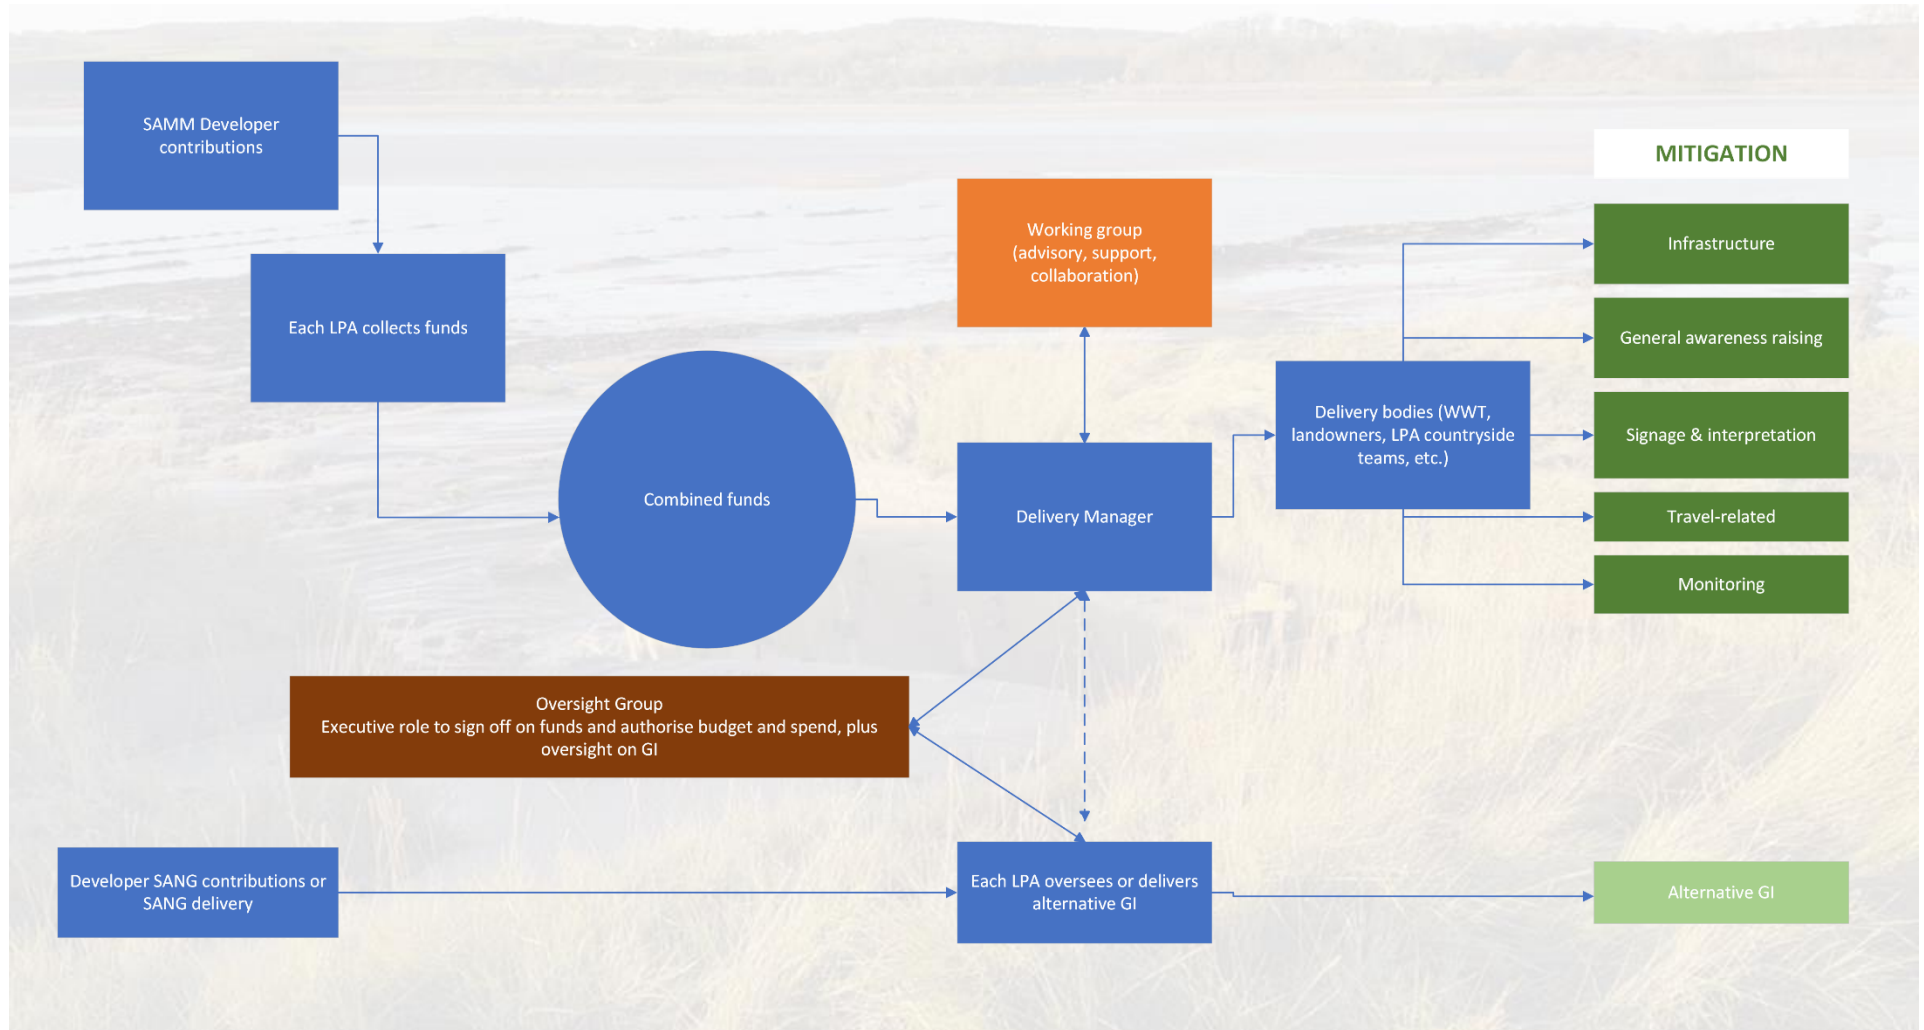 SAMM Developer
contributions
Each LPA collects funds
Combined funds
Working group
(advisory, support,
collaboration)
Delivery Manager
Delivery bodies (WWT,
landowners, LPA countryside
teams, etc.)
MITIGATION
Infrastructure
General awareness raising
Signage & interpretation
Travel-related
Monitoring
Oversight Group
Executive role to sign off on funds and authorise budget and spend, plus
oversight on GI
Developer SANG contributions or
SANG delivery
Each LPA oversees or delivers
alternative GI
Alternative GI